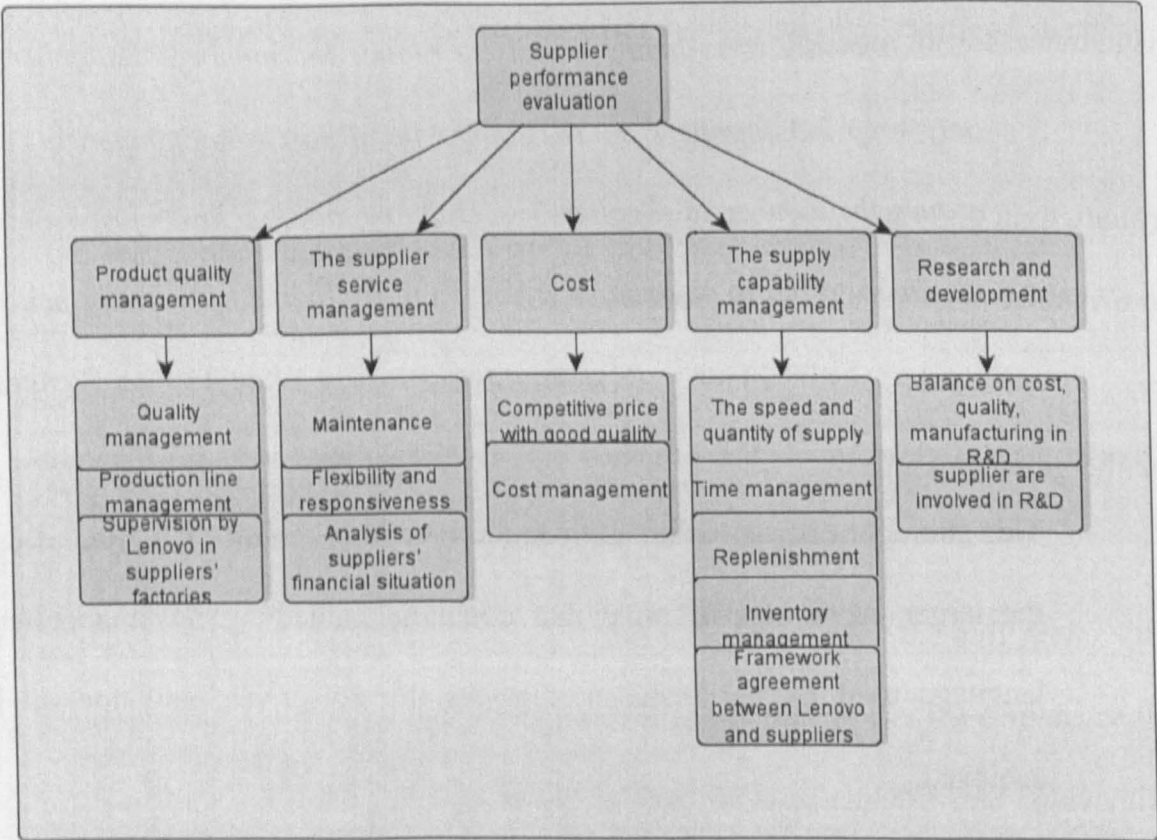 Supplier
performance
evaluation
Product quality
management
The supplier
service
management
Cost
The supply
capability
management
Research and
development
Quality
management
Production line
management
Supervision by
Lenovo in
suppliers'
factories
Maintenance
Flexibility and
responsiveness
Analysis of
suppliers'
financial situation
Competitive price
with good quality
Cost management
The speed and
quantity of supply
Time management
Replenishment
Inventory
management
Framework
agreement
between Lenovo
and suppliers
Balance on cost,
quality,
manufacturing in
R&D
supplier are
involved in R&D